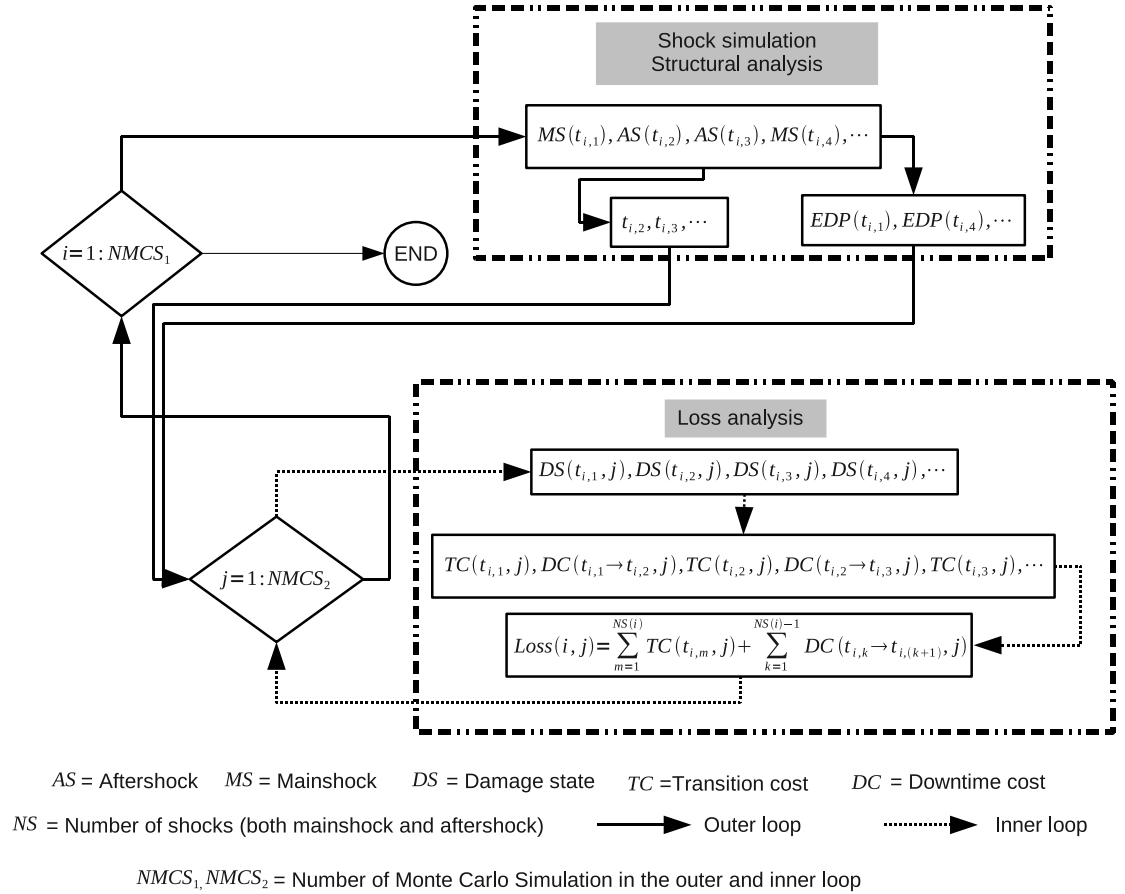 Shock simulation
Structural analysis
MS(t_{i,1}), AS(t_{i,2}), AS(t_{i,3}), MS(t_{i,4}),⋯
t_{i,2}, t_{i,3}, ⋯
EDP(t_{i,1}), EDP(t_{i,4}),⋯
i=1:NMCS_1
END
Loss analysis
DS(t_{i,1}, j), DS(t_{i,2}, j), DS(t_{i,3}, j), DS(t_{i,4}, j),⋯
j=1:NMCS_2
TC(t_{i,1}, j), DC(t_{i,1}→t_{i,2}, j), TC(t_{i,2}, j), DC(t_{i,2}→t_{i,3}, j), TC(t_{i,3}, j),⋯
Loss(i, j)=∑_{m=1}^{NS(i)} TC(t_{i,m}, j)+ ∑_{k=1}^{NS(i)−1} DC(t_{i,k}→t_{i,(k+1)}, j)
AS = Aftershock MS = Mainshock DS = Damage state TC =Transition cost DC = Downtime cost
NS = Number of shocks (both mainshock and aftershock) Outer loop Inner loop
NMCS_1, NMCS_2 = Number of Monte Carlo Simulation in the outer and inner loop